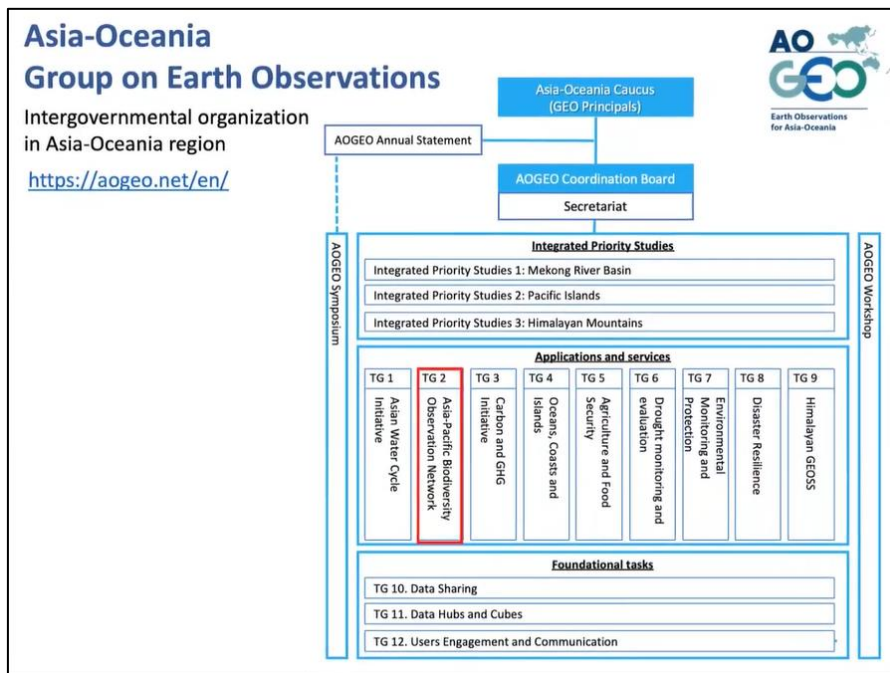 Asia-Oceania
Group on Earth Observations
Intergovernmental organization
in Asia-Oceania region
https://aogeo.net/en/
AO
GEO
Earth Observations
for Asia-Oceania
Asia-Oceania Caucus
(GEO Principals)
AOGEO Annual Statement
AOGEO Coordination Board
Secretariat
AOGEO Symposium
Integrated Priority Studies
Integrated Priority Studies 1: Mekong River Basin
Integrated Priority Studies 2: Pacific Islands
Integrated Priority Studies 3: Himalayan Mountains
AOGEO Workshop
Applications and services
TG 1
Asian Water Cycle
Initiative
TG 2
Asia-Pacific Biodiversity
Observation Network
TG 3
Carbon and GHG
Initiative
TG 4
Oceans, Coasts and
Islands
TG 5
Agriculture and Food
Security
TG 6
Drought monitoring and
evaluation
TG 7
Environmental
Monitoring and
Protection
TG 8
Disaster Resilience
TG 9
Himalayan GEOSS
Foundational tasks
TG 10. Data Sharing
TG 11. Data Hubs and Cubes
TG 12. Users Engagement and Communication